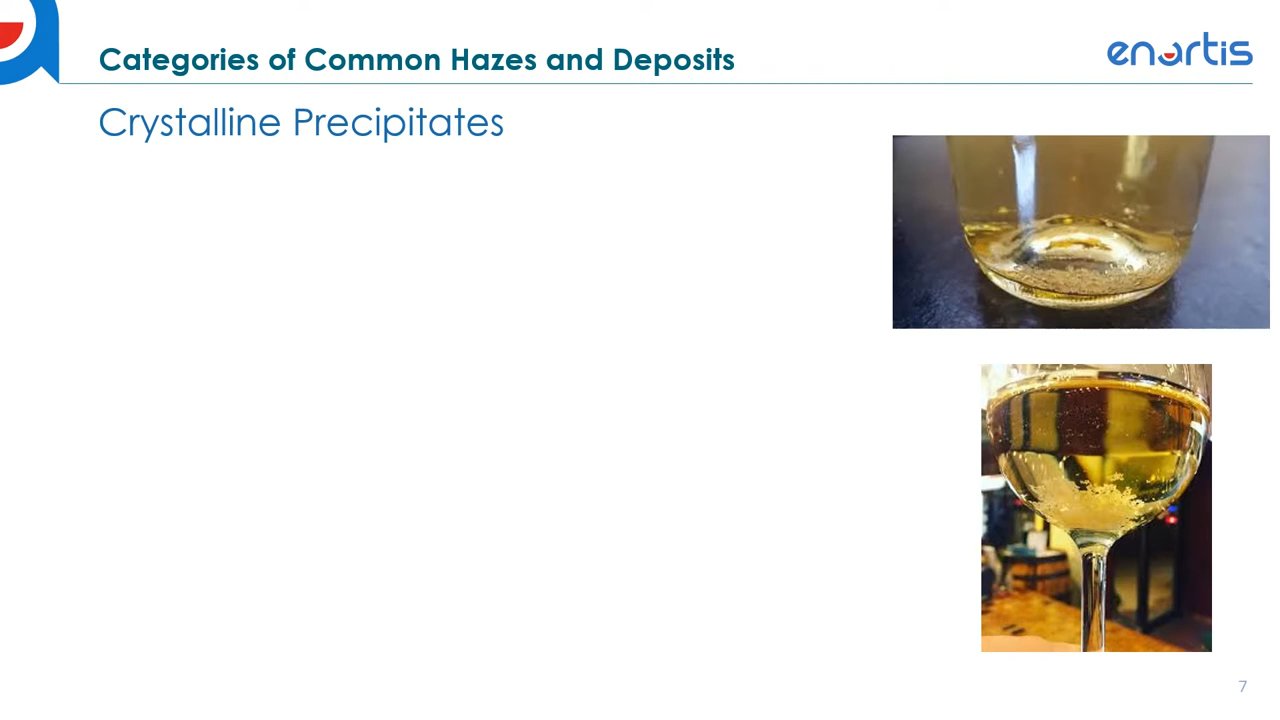 Categories of Common Hazes and Deposits
enartis
Crystalline Precipitates
7